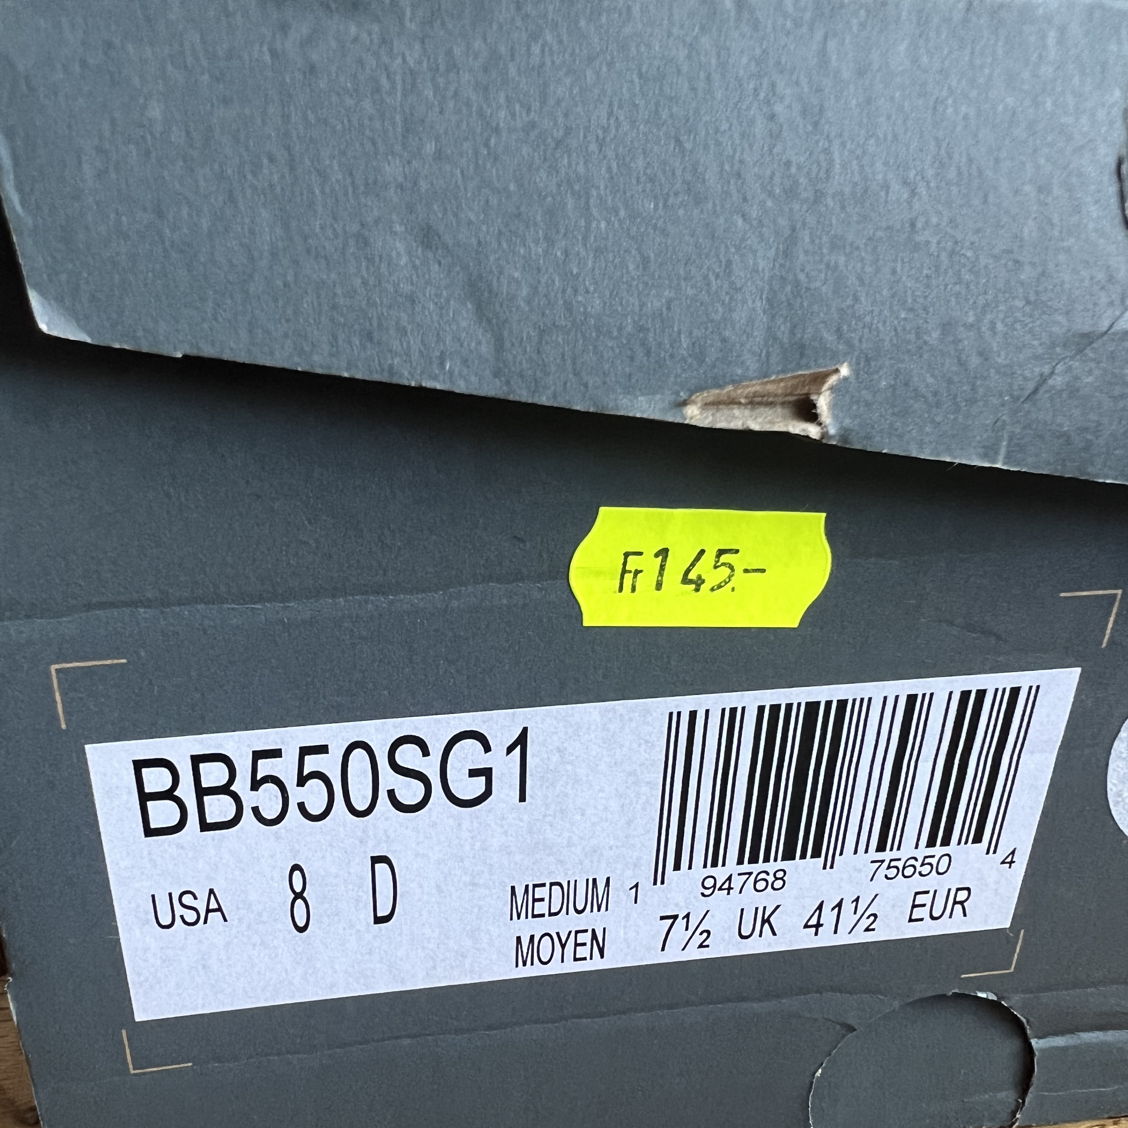 Fr 145.-
BB550SG1
USA 8 D
MEDIUM
MOYEN
1 94768 75650 4
7½ UK 41½ EUR